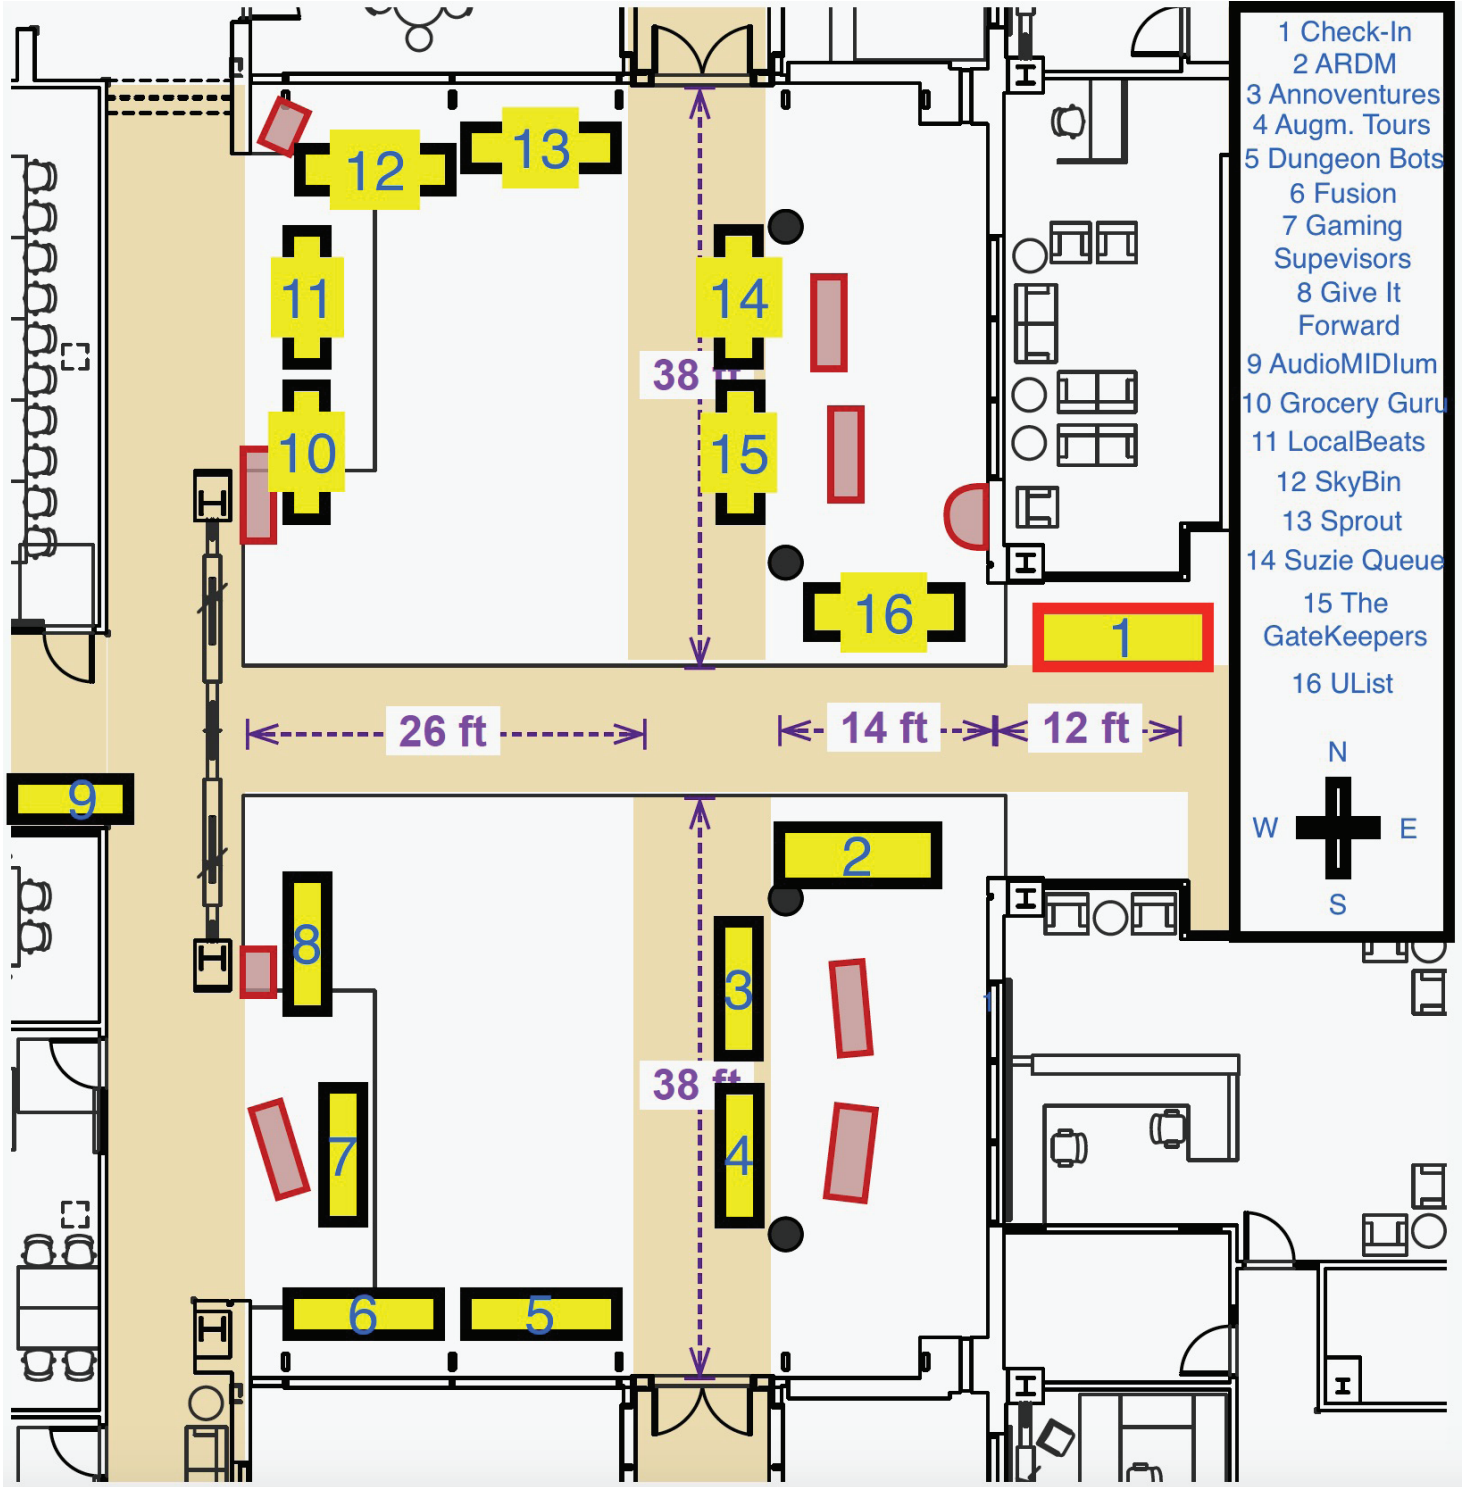 1 Check-In
2 ARDM
3 Annoventures
4 Augm. Tours
5 Dungeon Bots
6 Fusion
7 Gaming
Supevisors
8 Give It
Forward
9 AudioMIDIum
10 Grocery Guru
11 LocalBeats
12 SkyBin
13 Sprout
14 Suzie Queue
15 The
GateKeepers
16 UList
N
W E
S
13
12
11
14
38 ft
10
15
16
1
26 ft
14 ft
12 ft
9
2
8
3
1
38 ft
7
4
6
5
H
H
H
H
H
H
H
H
I